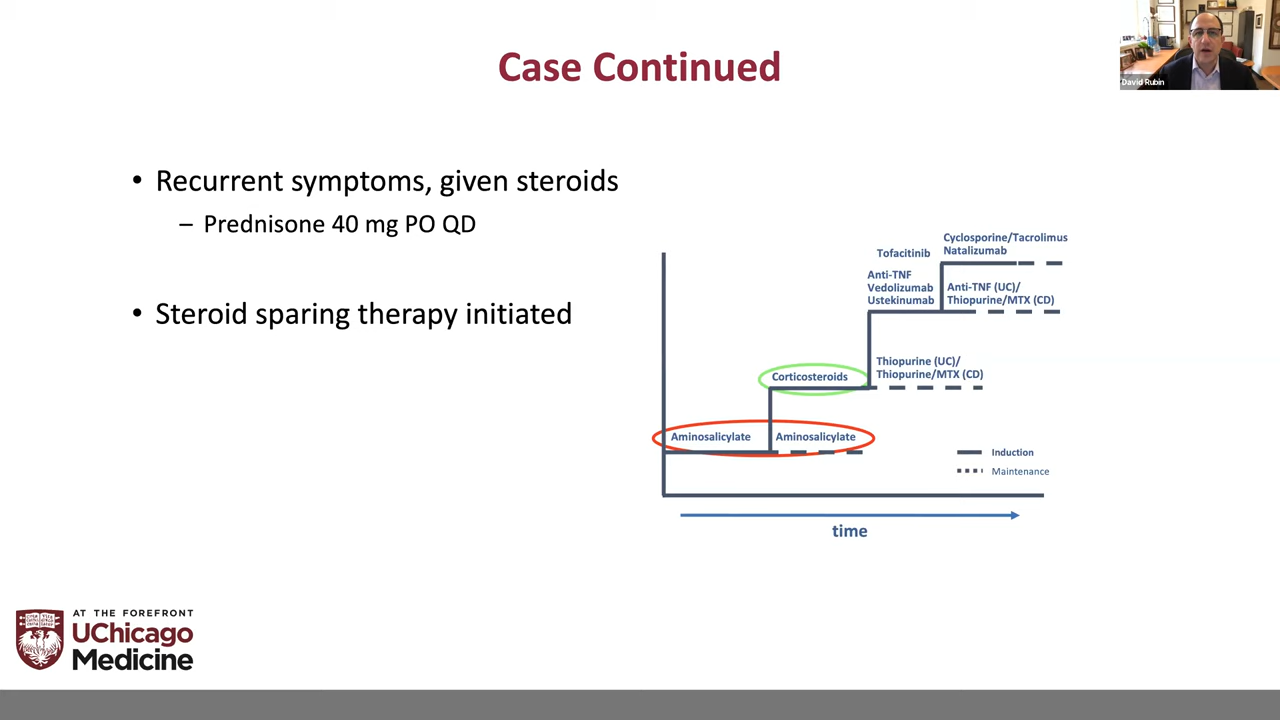 Case Continued
David Rubin
• Recurrent symptoms, given steroids
– Prednisone 40 mg PO QD
• Steroid sparing therapy initiated
Cyclosporine/Tacrolimus
Natalizumab
Tofacitinib
Anti-TNF
Vedolizumab
Ustekinumab
Anti-TNF (UC)/
Thiopurine/MTX (CD)
Corticosteroids
Thiopurine (UC)/
Thiopurine/MTX (CD)
Aminosalicylate
Aminosalicylate
Induction
Maintenance
time
AT THE FOREFRONT
UChicago
Medicine